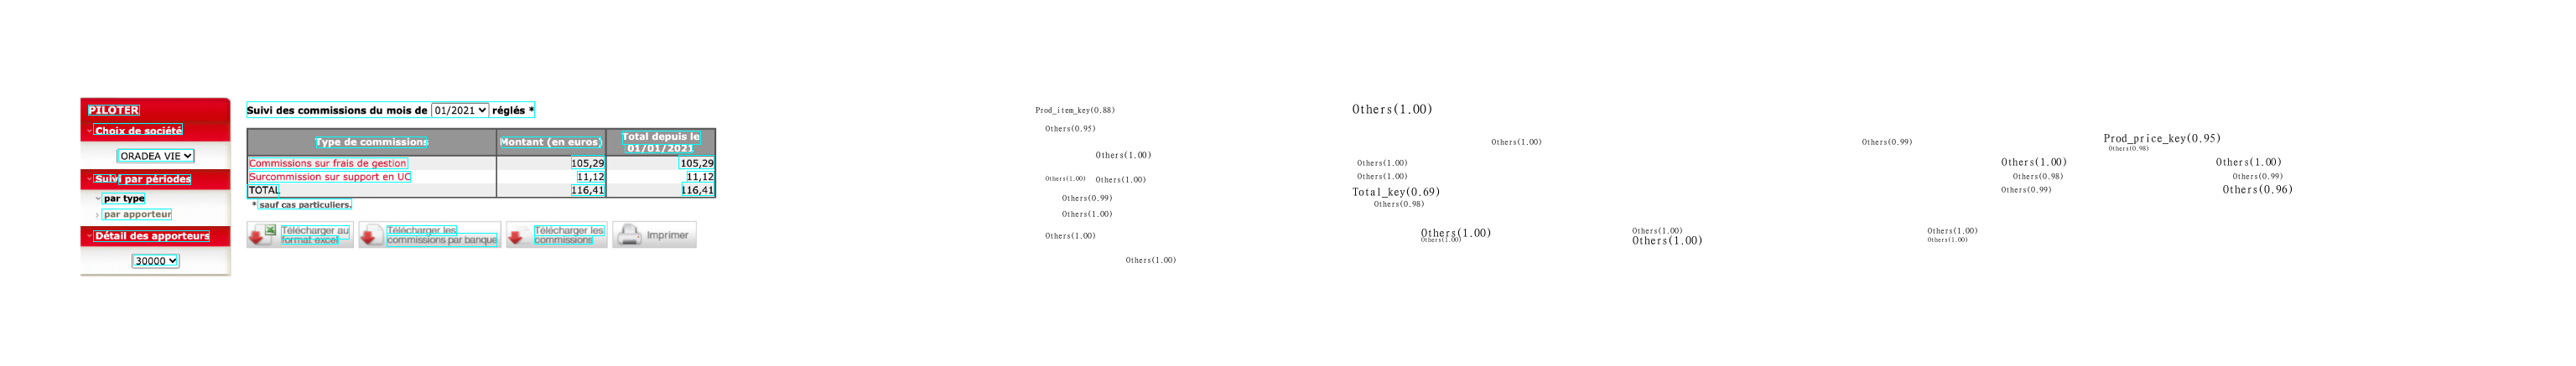 PILOTER
Choix de société
ORADEA VIE
Suivi par périodes
par type
par apporteur
Détail des apporteurs
30000
Suivi des commissions du mois de 01/2021 réglés *
Type de commissions Montant (en euros) Total depuis le 01/01/2021
Commissions sur frais de gestion 105,29 105,29
Surcommission sur support en UC 11,12 11,12
TOTAL 116,41 116,41
* sauf cas particuliers.
Télécharger au format excel
Télécharger les commissions par banque
Télécharger les commissions
Imprimer
Prod_item_key(0.88) Others(1.00)
Others(0.95)
Others(1.00) Others(0.99) Prod_price_key(0.95)
Others(0.98)
Others(1.00)
Others(1.00) Others(1.00) Others(1.00)
Others(1.00) Others(0.98) Others(0.99)
Others(1.00) Others(1.00)
Total_key(0.69) Others(0.99) Others(0.96)
Others(0.99)
Others(0.98)
Others(1.00)
Others(1.00) Others(1.00) Others(1.00) Others(1.00)
Others(1.00) Others(1.00) Others(1.00)
Others(1.00)